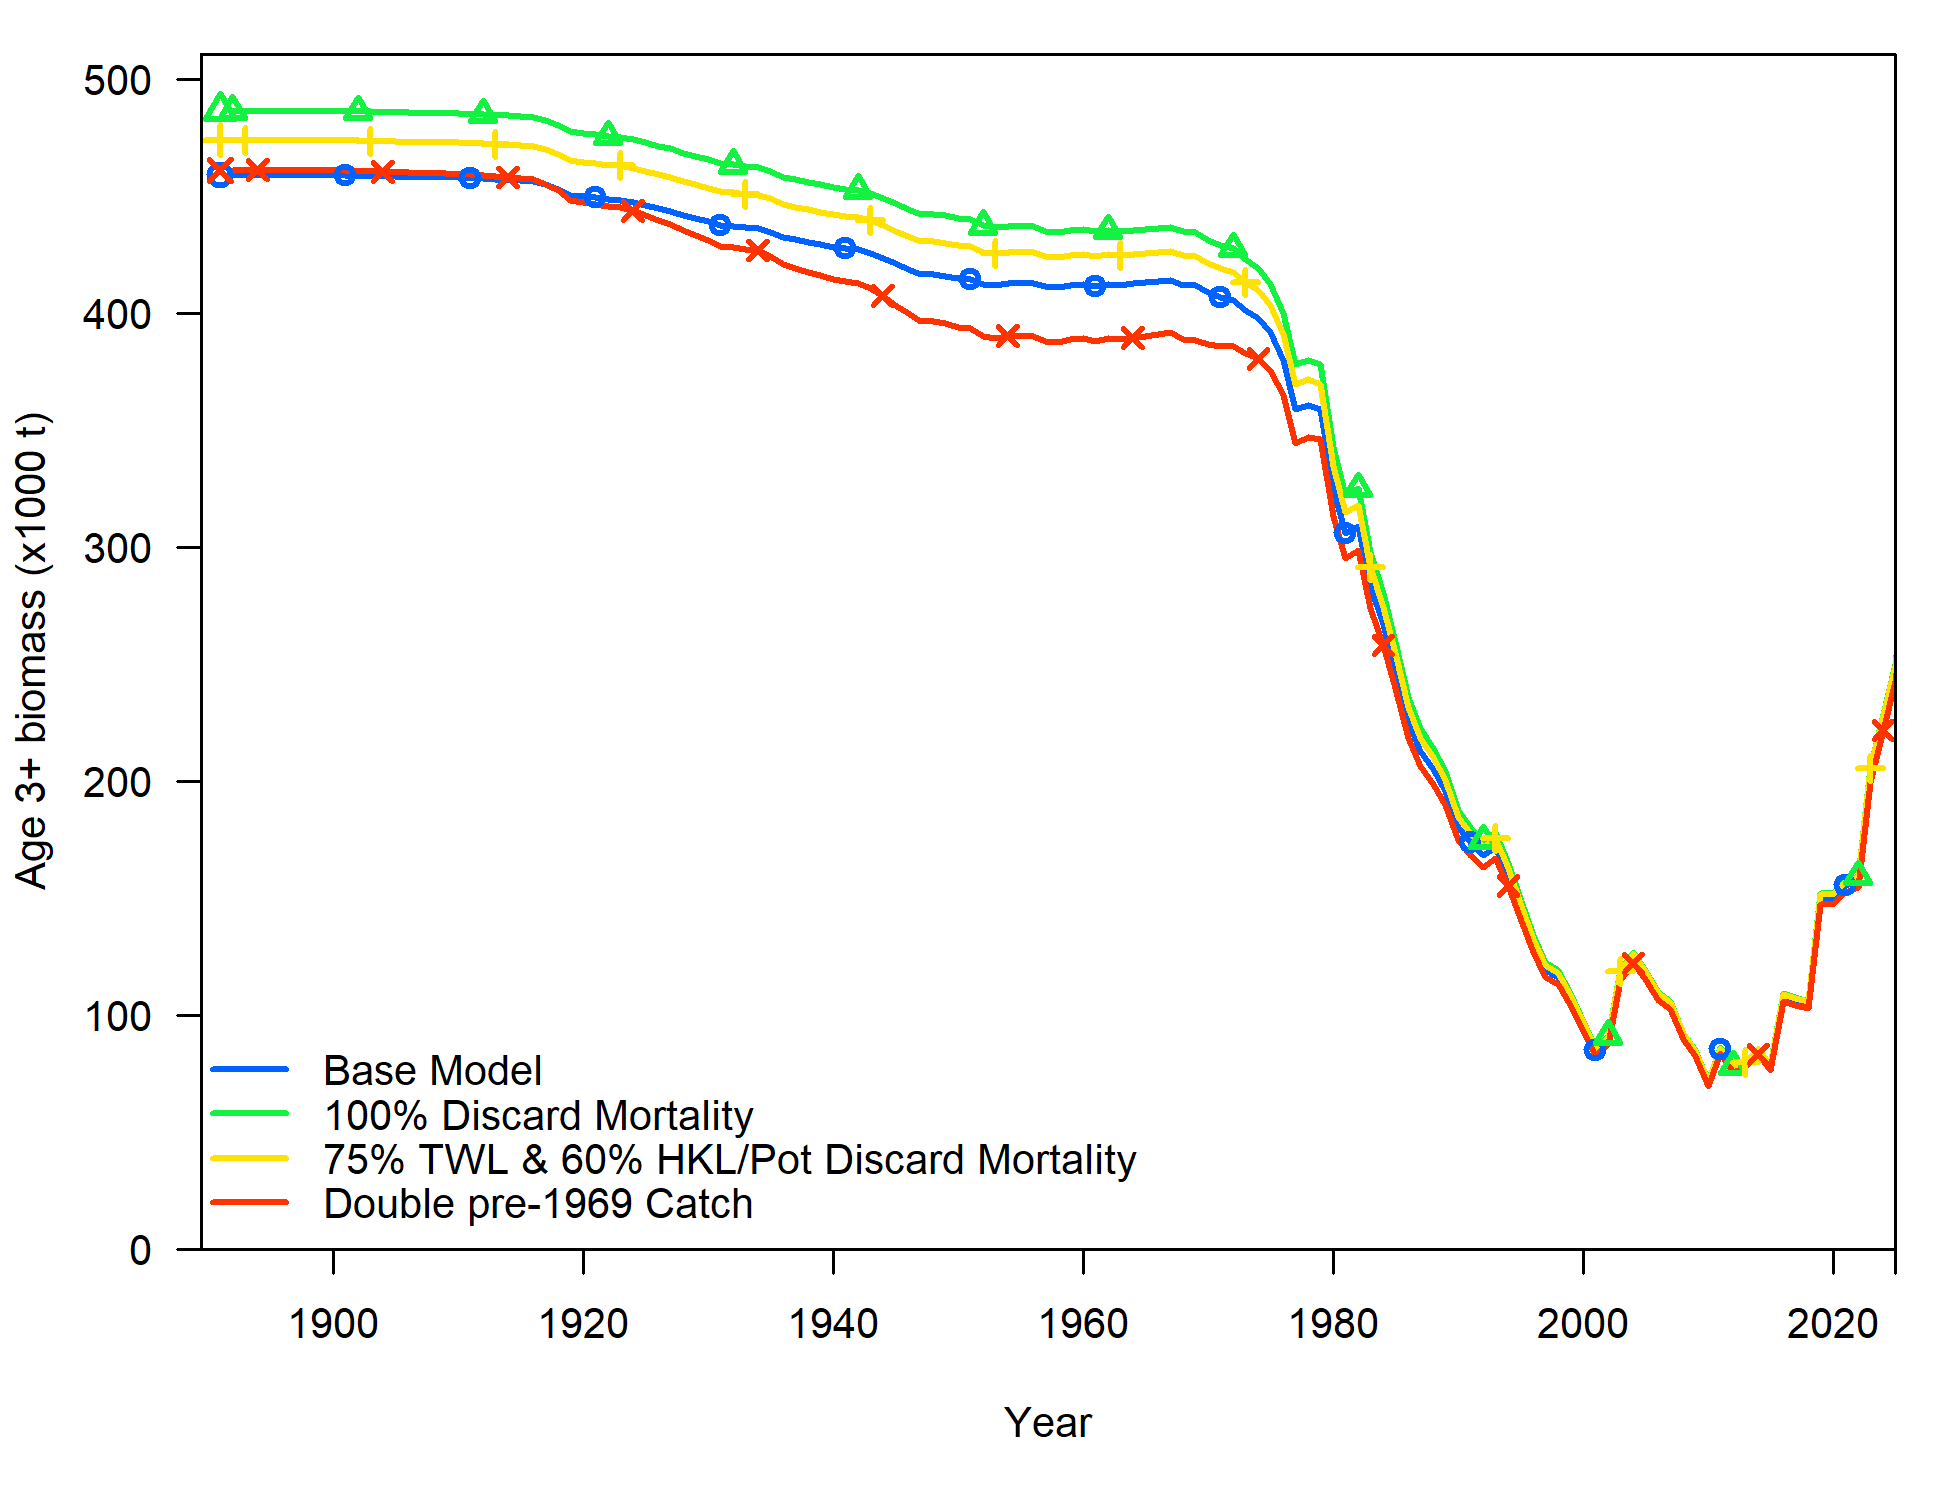 500
400
300
200
100
0
Age 3+ biomass (x1000 t)
Base Model
100% Discard Mortality
75% TWL & 60% HKL/Pot Discard Mortality
Double pre-1969 Catch
1900 1920 1940 1960 1980 2000 2020
Year